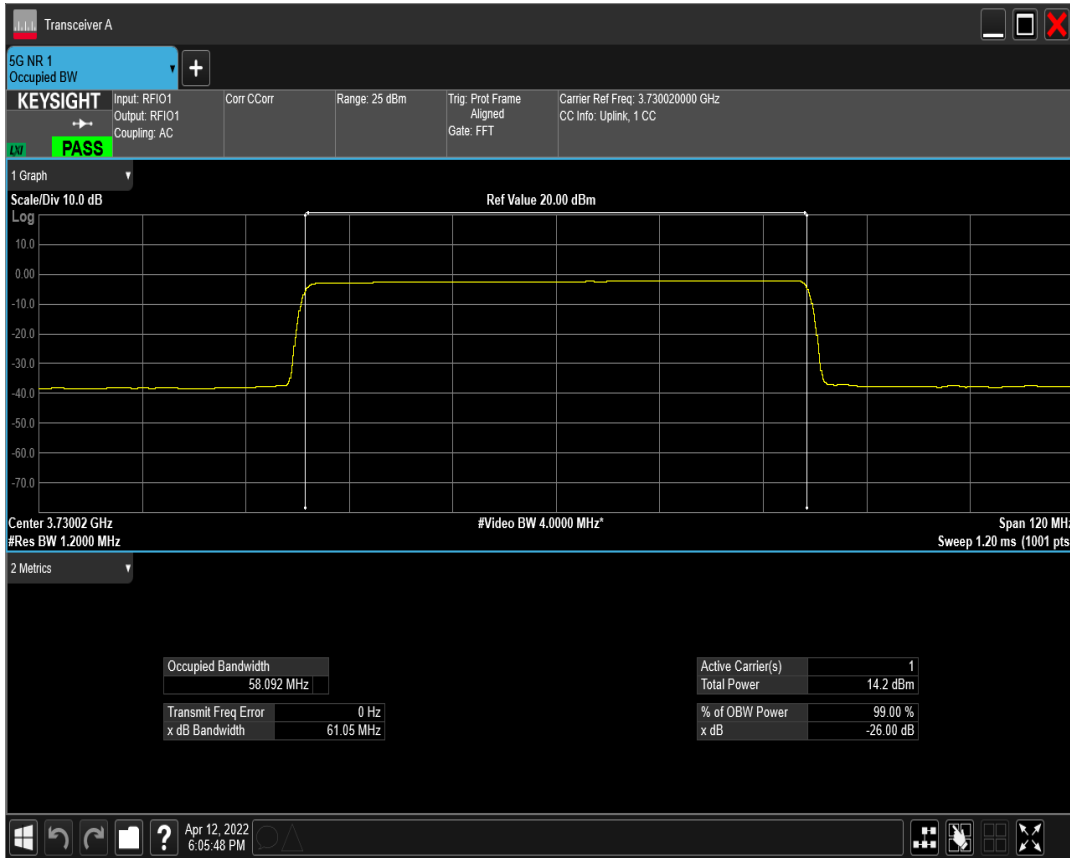 Transceiver A
5G NR 1
Occupied BW
+
KEYSIGHT
LXI
PASS
Input: RFIO1
Output: RFIO1
Coupling: AC
Corr CCorr
Range: 25 dBm
Trig: Prot Frame
Aligned
Gate: FFT
Carrier Ref Freq: 3.730020000 GHz
CC Info: Uplink, 1 CC
1 Graph
Scale/Div 10.0 dB
Ref Value 20.00 dBm
Log
10.0
0.00
-10.0
-20.0
-30.0
-40.0
-50.0
-60.0
-70.0
Center 3.73002 GHz
#Video BW 4.0000 MHz*
Span 120 MHz
#Res BW 1.2000 MHz
Sweep 1.20 ms (1001 pts
2 Metrics
Occupied Bandwidth
58.092 MHz
Transmit Freq Error 0 Hz
x dB Bandwidth 61.05 MHz
Active Carrier(s) 1
Total Power 14.2 dBm
% of OBW Power 99.00 %
x dB -26.00 dB
?
Apr 12, 2022
6:05:48 PM